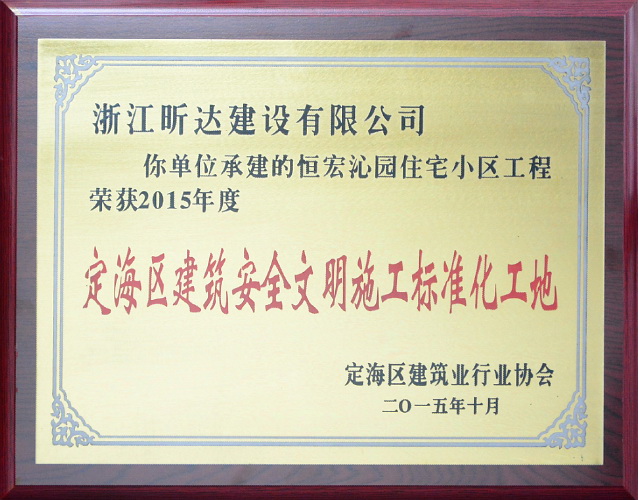 浙江昕达建设有限公司
你单位承建的恒宏沁园住宅小区工程
荣获2015年度
定海区建筑安全文明施工标准化工地
定海区建筑业行业协会
二〇一五年十月